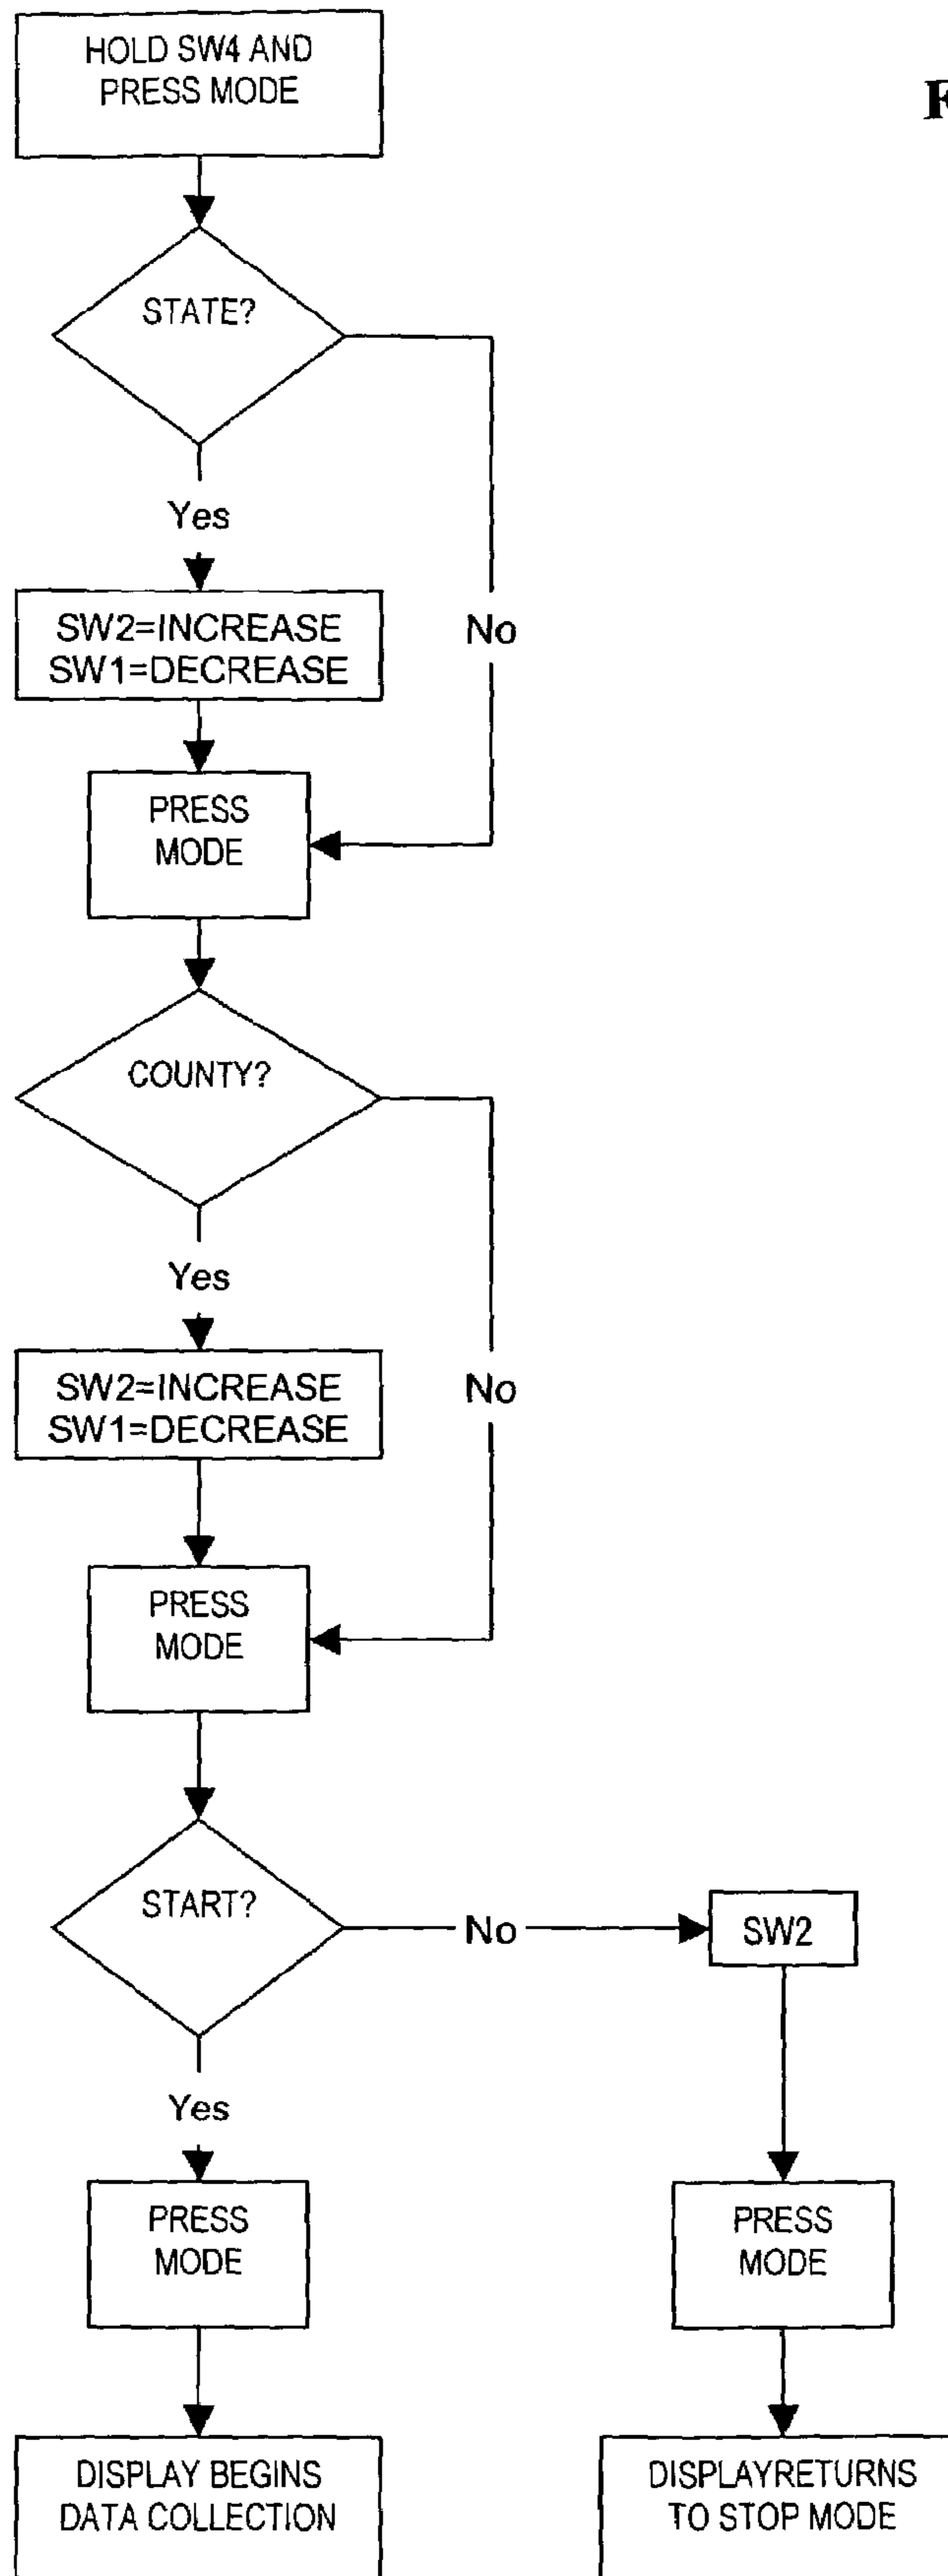 HOLD SW4 AND
PRESS MODE
F
STATE?
Yes
No
SW2=INCREASE
SW1=DECREASE
PRESS
MODE
COUNTY?
Yes
No
SW2=INCREASE
SW1=DECREASE
PRESS
MODE
START?
No
SW2
Yes
PRESS
MODE
PRESS
MODE
DISPLAY BEGINS
DATA COLLECTION
DISPLAYRETURNS
TO STOP MODE